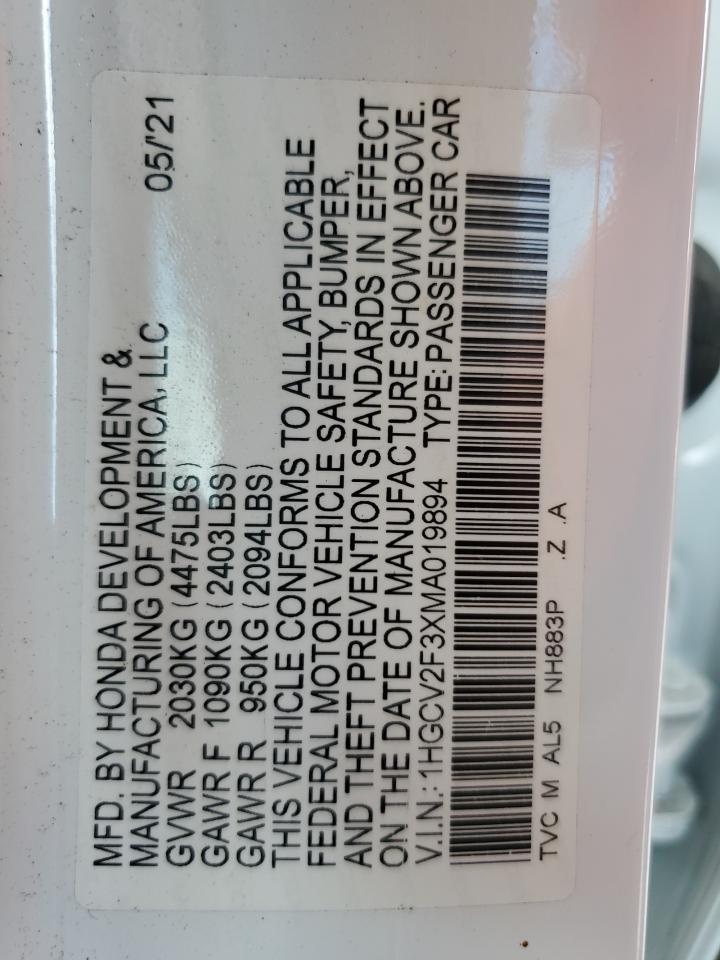 MFD. BY HONDA DEVELOPMENT &
MANUFACTURING OF AMERICA, LLC 05/'21
GVWR 2030KG (4475LBS)
GAWR F 1090KG (2403LBS)
GAWR R 950KG (2094LBS)
THIS VEHICLE CONFORMS TO ALL APPLICABLE
FEDERAL MOTOR VEHICLE SAFETY, BUMPER,
AND THEFT PREVENTION STANDARDS IN EFFECT
ON THE DATE OF MANUFACTURE SHOWN ABOVE.
V.I.N.: 1HGCV2F3XMA019894 TYPE: PASSENGER CAR
TVC M AL5 NH883P .Z .A